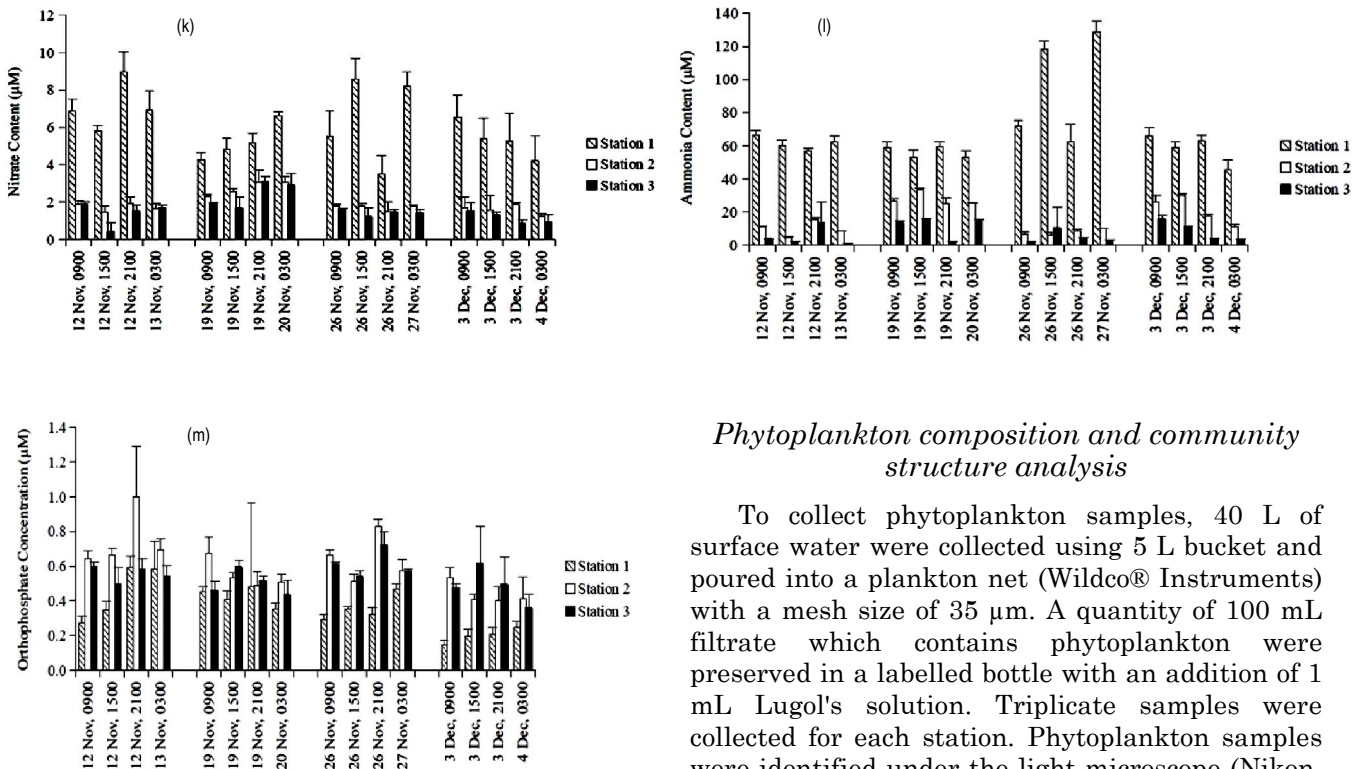 (k)
Nitrate Content (µM)
12
10
8
6
4
2
0
12 Nov, 0900
12 Nov, 1500
12 Nov, 2100
13 Nov, 0300
19 Nov, 0900
19 Nov, 1500
19 Nov, 2100
20 Nov, 0300
26 Nov, 0900
26 Nov, 1500
26 Nov, 2100
27 Nov, 0300
3 Dec, 0900
3 Dec, 1500
3 Dec, 2100
4 Dec, 0300
Station 1
Station 2
Station 3
(l)
Ammonia Content (µM)
140
120
100
80
60
40
20
0
12 Nov, 0900
12 Nov, 1500
12 Nov, 2100
13 Nov, 0300
19 Nov, 0900
19 Nov, 1500
19 Nov, 2100
20 Nov, 0300
26 Nov, 0900
26 Nov, 1500
26 Nov, 2100
27 Nov, 0300
3 Dec, 0900
3 Dec, 1500
3 Dec, 2100
4 Dec, 0300
Station 1
Station 2
Station 3
(m)
Orthophosphate Concentration (µM)
1.4
1.2
1.0
0.8
0.6
0.4
0.2
0.0
12 Nov, 0900
12 Nov, 1500
12 Nov, 2100
13 Nov, 0300
19 Nov, 0900
19 Nov, 1500
19 Nov, 2100
20 Nov, 0300
26 Nov, 0900
26 Nov, 1500
26 Nov, 2100
27 Nov, 0300
3 Dec, 0900
3 Dec, 1500
3 Dec, 2100
4 Dec, 0300
Station 1
Station 2
Station 3
Phytoplankton composition and community
structure analysis
To collect phytoplankton samples, 40 L of
surface water were collected using 5 L bucket and
poured into a plankton net (Wildco® Instruments)
with a mesh size of 35 µm. A quantity of 100 mL
filtrate which contains phytoplankton were
preserved in a labelled bottle with an addition of 1
mL Lugol's solution. Triplicate samples were
collected for each station. Phytoplankton samples
were identified under the light microscope (Nikon,